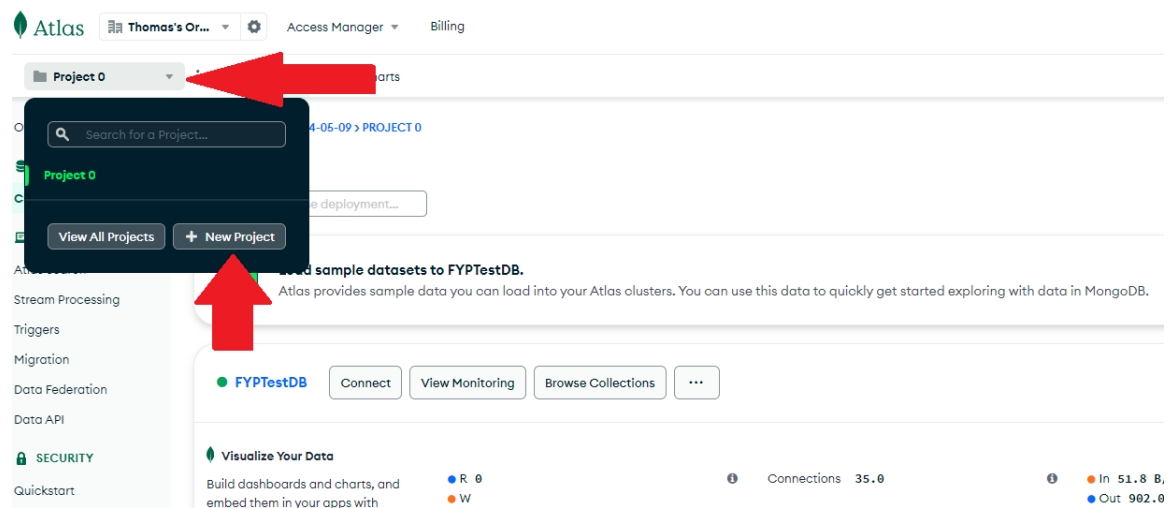 Atlas
Thomas's Or...
Access Manager
Billing
Project 0
arts
Search for a Project...
4-05-09 > PROJECT 0
Project 0
deployment...
View All Projects
+ New Project
sample datasets to FYPTestDB.
Atlas provides sample data you can load into your Atlas clusters. You can use this data to quickly get started exploring with data in MongoDB.
Stream Processing
Triggers
Migration
Data Federation
Data API
SECURITY
Quickstart
FYPTestDB
Connect
View Monitoring
Browse Collections
...
Visualize Your Data
Build dashboards and charts, and
embed them in your apps with
R 0
W
Connections 35.0
In 51.8 B/
Out 902.0